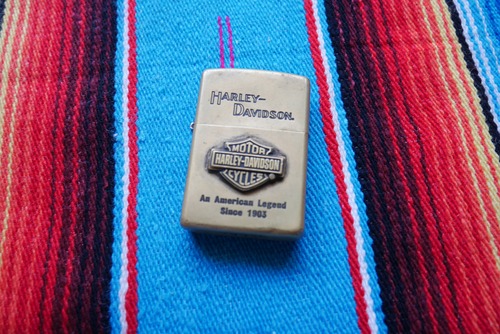 HARLEY-
DAVIDSON.
MOTOR
HARLEY-DAVIDSON
CYCLES
An American Legend
Since 1903